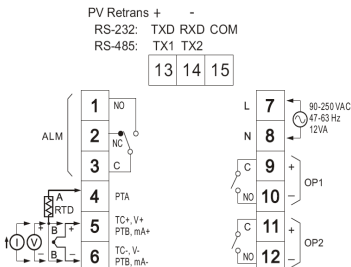 PV Retrans + -
RS-232: TXD RXD COM
RS-485: TX1 TX2
13 14 15
1 NO
ALM 2 NC
3 C
A 4 PTA
RTD
B 5 TC+, V+
PTB, mA+
I V + + B - -
6 TC-, V-
PTB, mA-
L 7 90-250 VAC
47-63 Hz
12VA
N 8
C 9 +
OP1
NO 10 -
C 11 +
OP2
NO 12 -